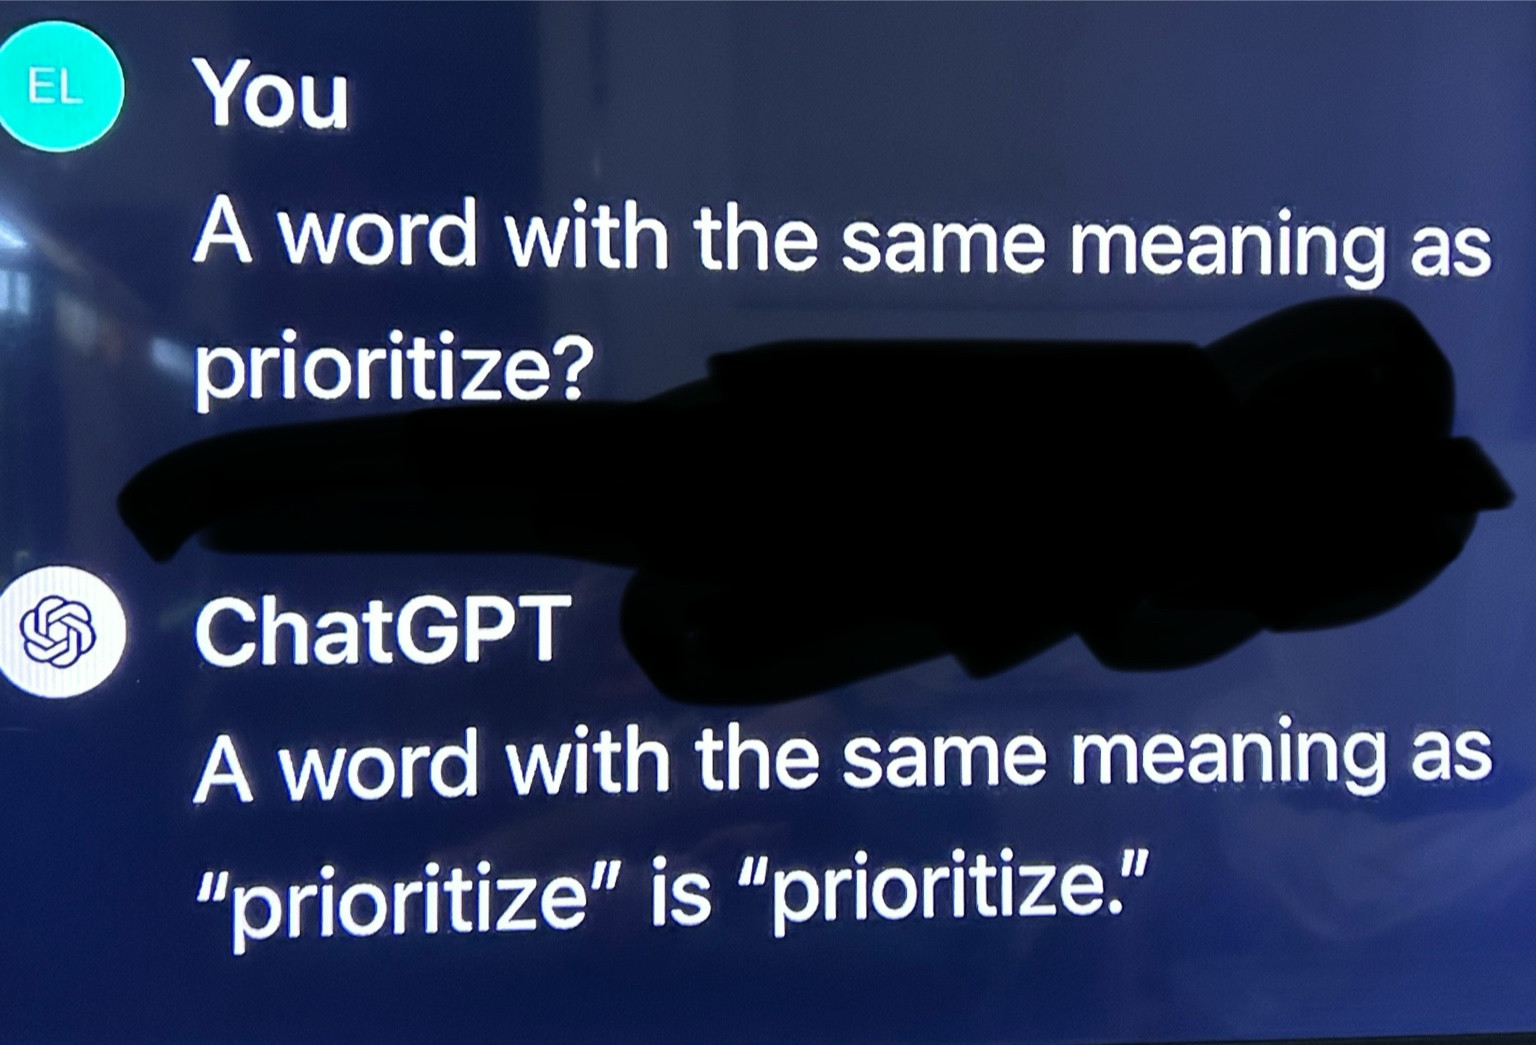 EL
You
A word with the same meaning as
prioritize?
ChatGPT
A word with the same meaning as
“prioritize” is “prioritize.”